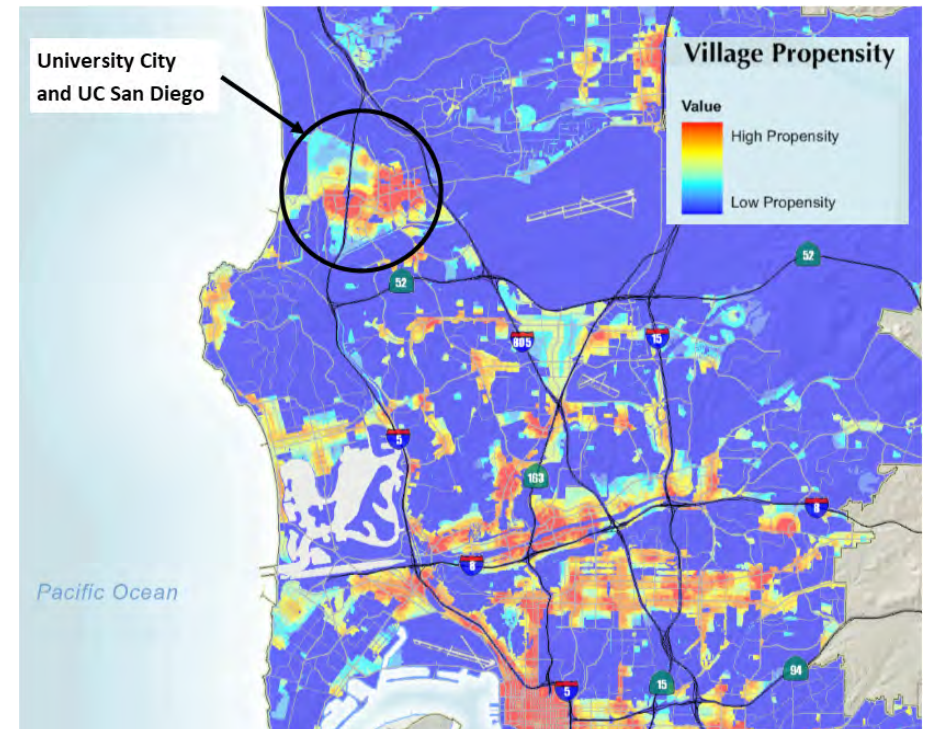 University City
and UC San Diego
Village Propensity
Value
High Propensity
Low Propensity
52
52
805
15
5
163
8
8
Pacific Ocean
94
15
5